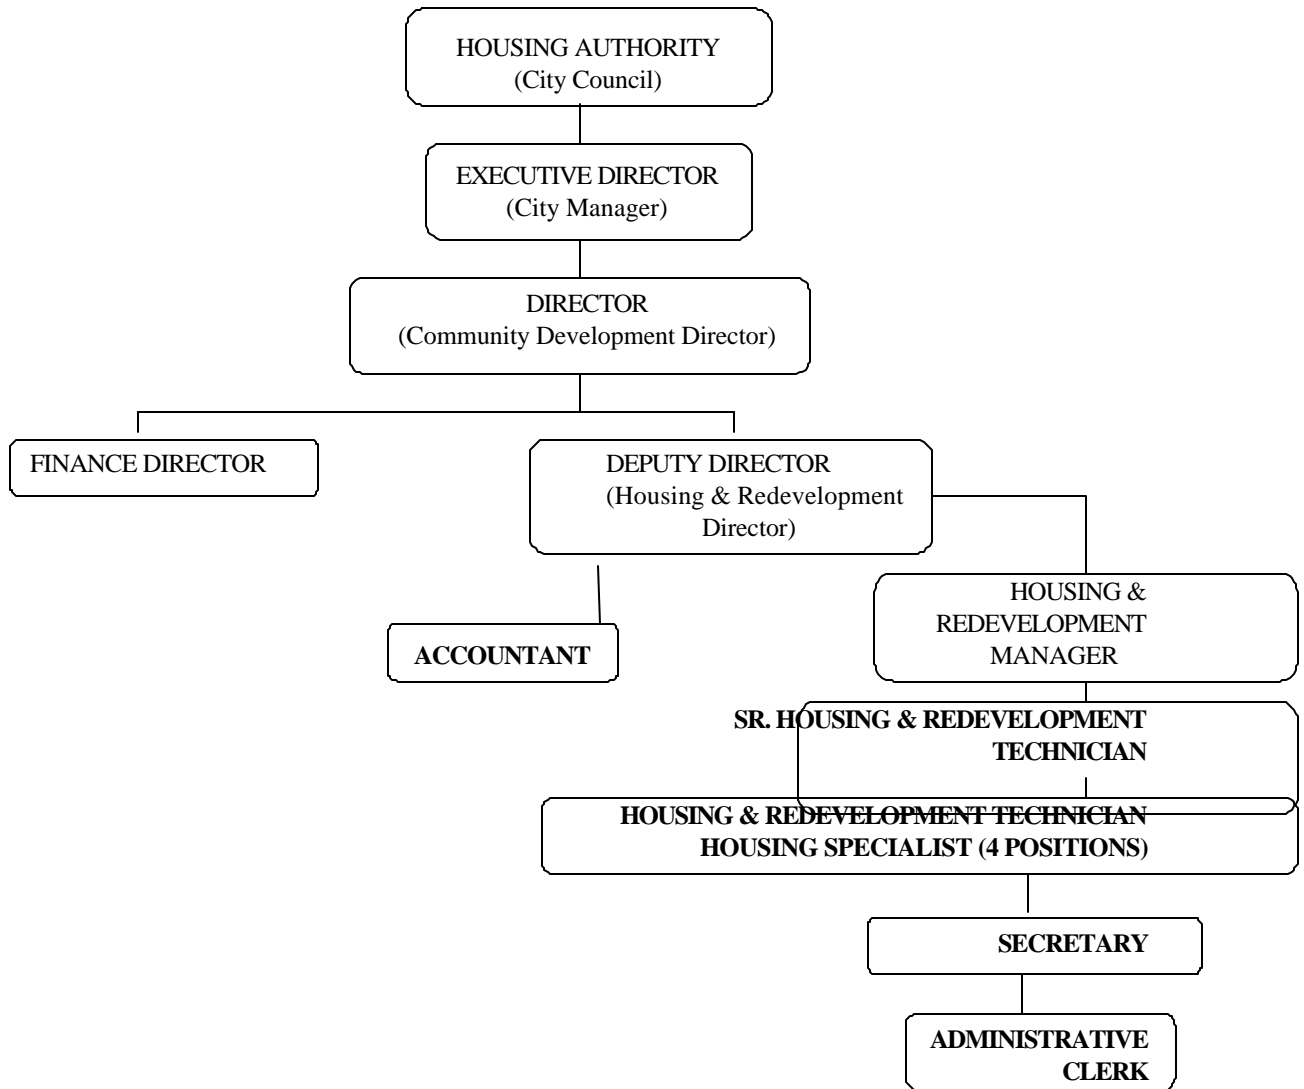 HOUSING AUTHORITY
(City Council)
EXECUTIVE DIRECTOR
(City Manager)
DIRECTOR
(Community Development Director)
FINANCE DIRECTOR
DEPUTY DIRECTOR
(Housing & Redevelopment
Director)
ACCOUNTANT
HOUSING &
REDEVELOPMENT
MANAGER
SR. HOUSING & REDEVELOPMENT
TECHNICIAN
HOUSING & REDEVELOPMENT TECHNICIAN
HOUSING SPECIALIST (4 POSITIONS)
SECRETARY
ADMINISTRATIVE
CLERK